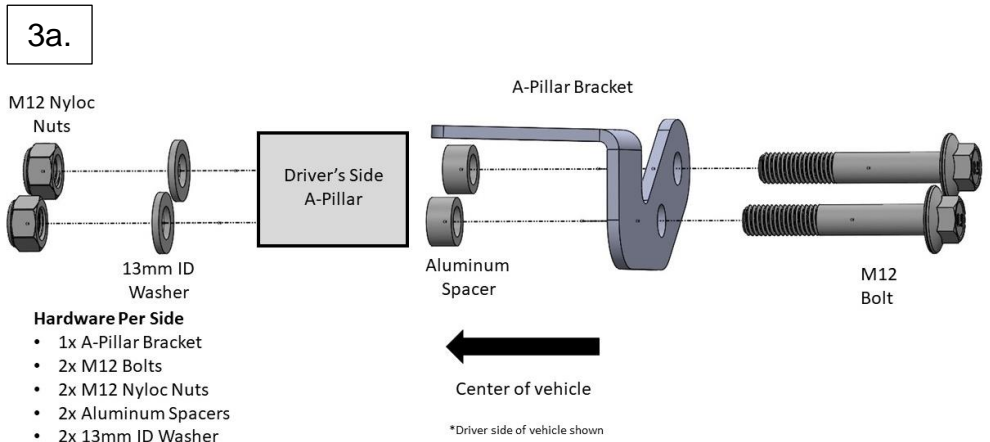 3a.
M12 Nyloc
Nuts
A-Pillar Bracket
Driver's Side
A-Pillar
13mm ID
Washer
Aluminum
Spacer
M12
Bolt
Hardware Per Side
• 1x A-Pillar Bracket
• 2x M12 Bolts
• 2x M12 Nyloc Nuts
• 2x Aluminum Spacers
• 2x 13mm ID Washer
Center of vehicle
*Driver side of vehicle shown